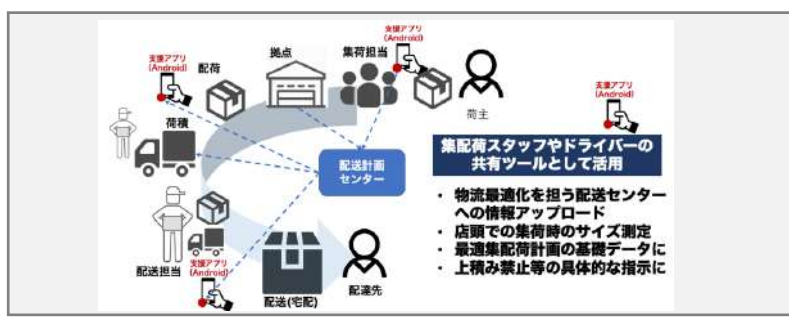 支援アプリ
(Android)
配荷
拠点
集荷担当
支援アプリ
(Android)
荷主
支援アプリ
(Android)
荷積
配送計画
センター
集配荷スタッフやドライバーの
共有ツールとして活用
・ 物流最適化を担う配送センター
への情報アップロード
・ 店頭での集荷時のサイズ測定
・ 最適集配荷計画の基礎データに
・ 上積み禁止等の具体的な指示に
配送担当
支援アプリ
(Android)
配送(宅配)
配達先